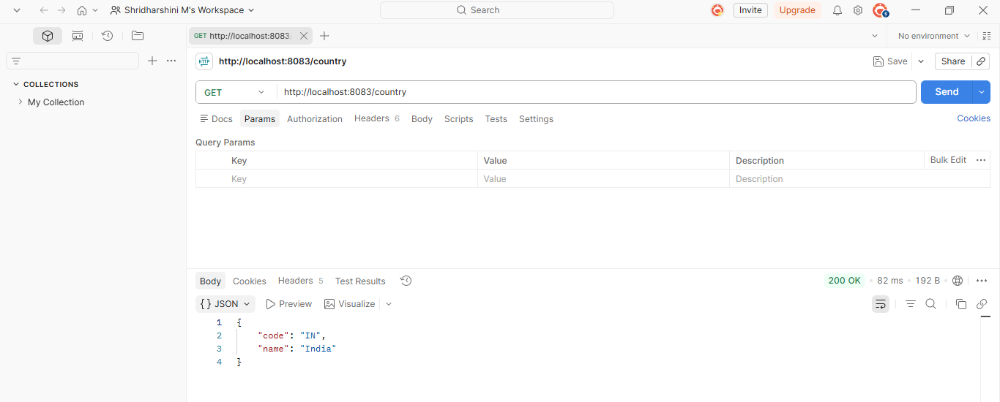 Shridharshini M's Workspace Search Invite Upgrade
GET http://localhost:8083/ No environment
HTTP http://localhost:8083/country Save Share
COLLECTIONS
My Collection
GET http://localhost:8083/country Send
Docs Params Authorization Headers 6 Body Scripts Tests Settings Cookies
Query Params
Key Value Description Bulk Edit
Key Value Description
Body Cookies Headers 5 Test Results 200 OK • 82 ms • 192 B
{} JSON Preview Visualize
1 {
2 "code": "IN",
3 "name": "India"
4 }